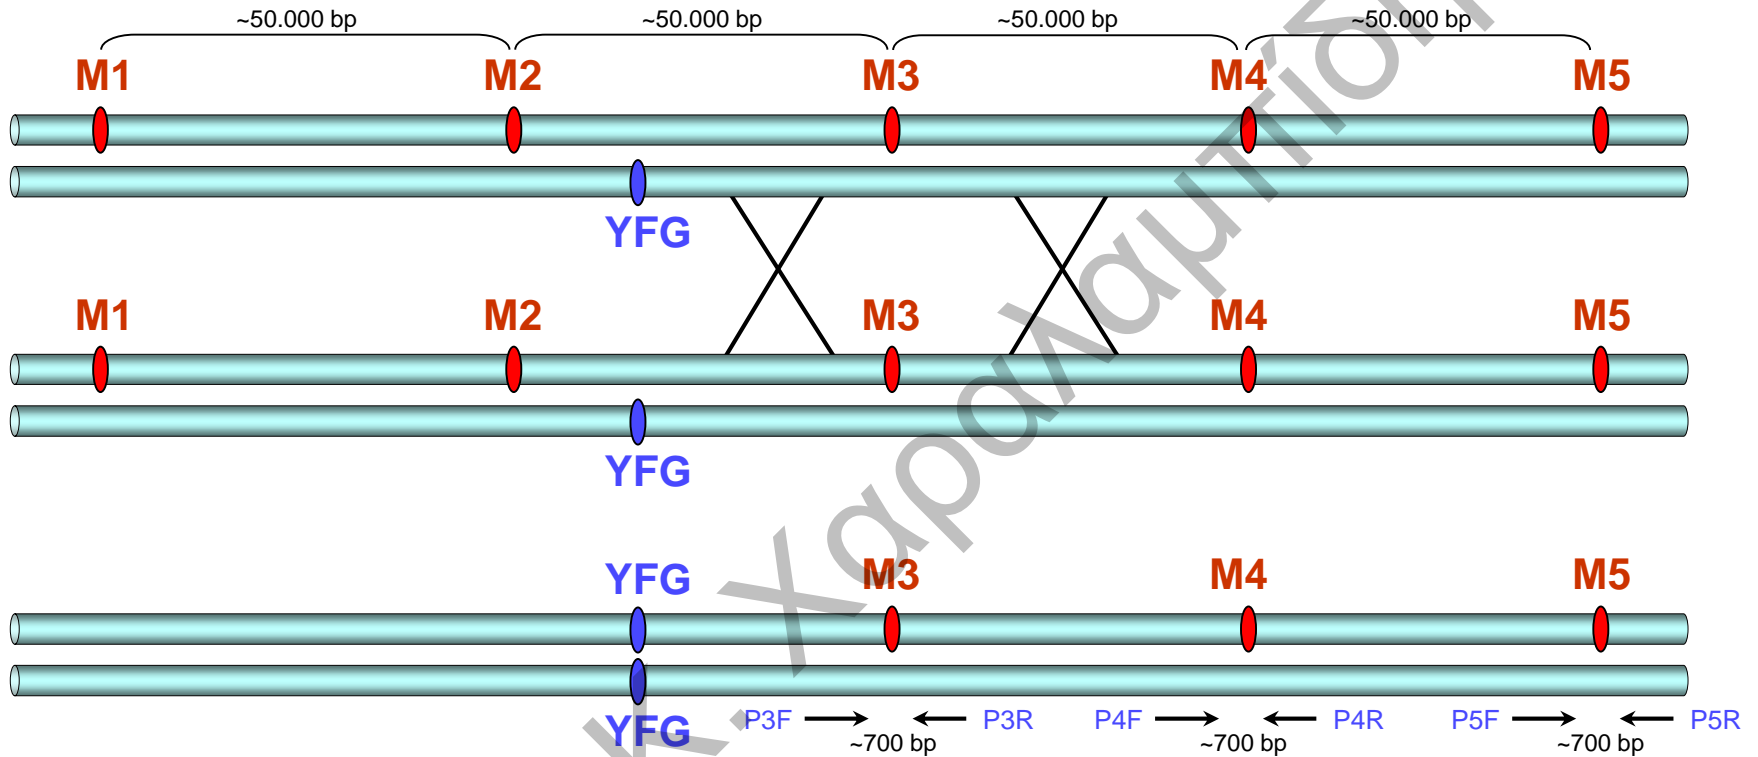 ~50.000 bp ~50.000 bp ~50.000 bp ~50.000 bp
M1 M2 M3 M4 M5
YFG
M1 M2 M3 M4 M5
YFG
YFG M3 M4 M5
YFG P3F P3R P4F P4R P5F P5R
~700 bp ~700 bp ~700 bp
Κ. Χαραλαμπίδη